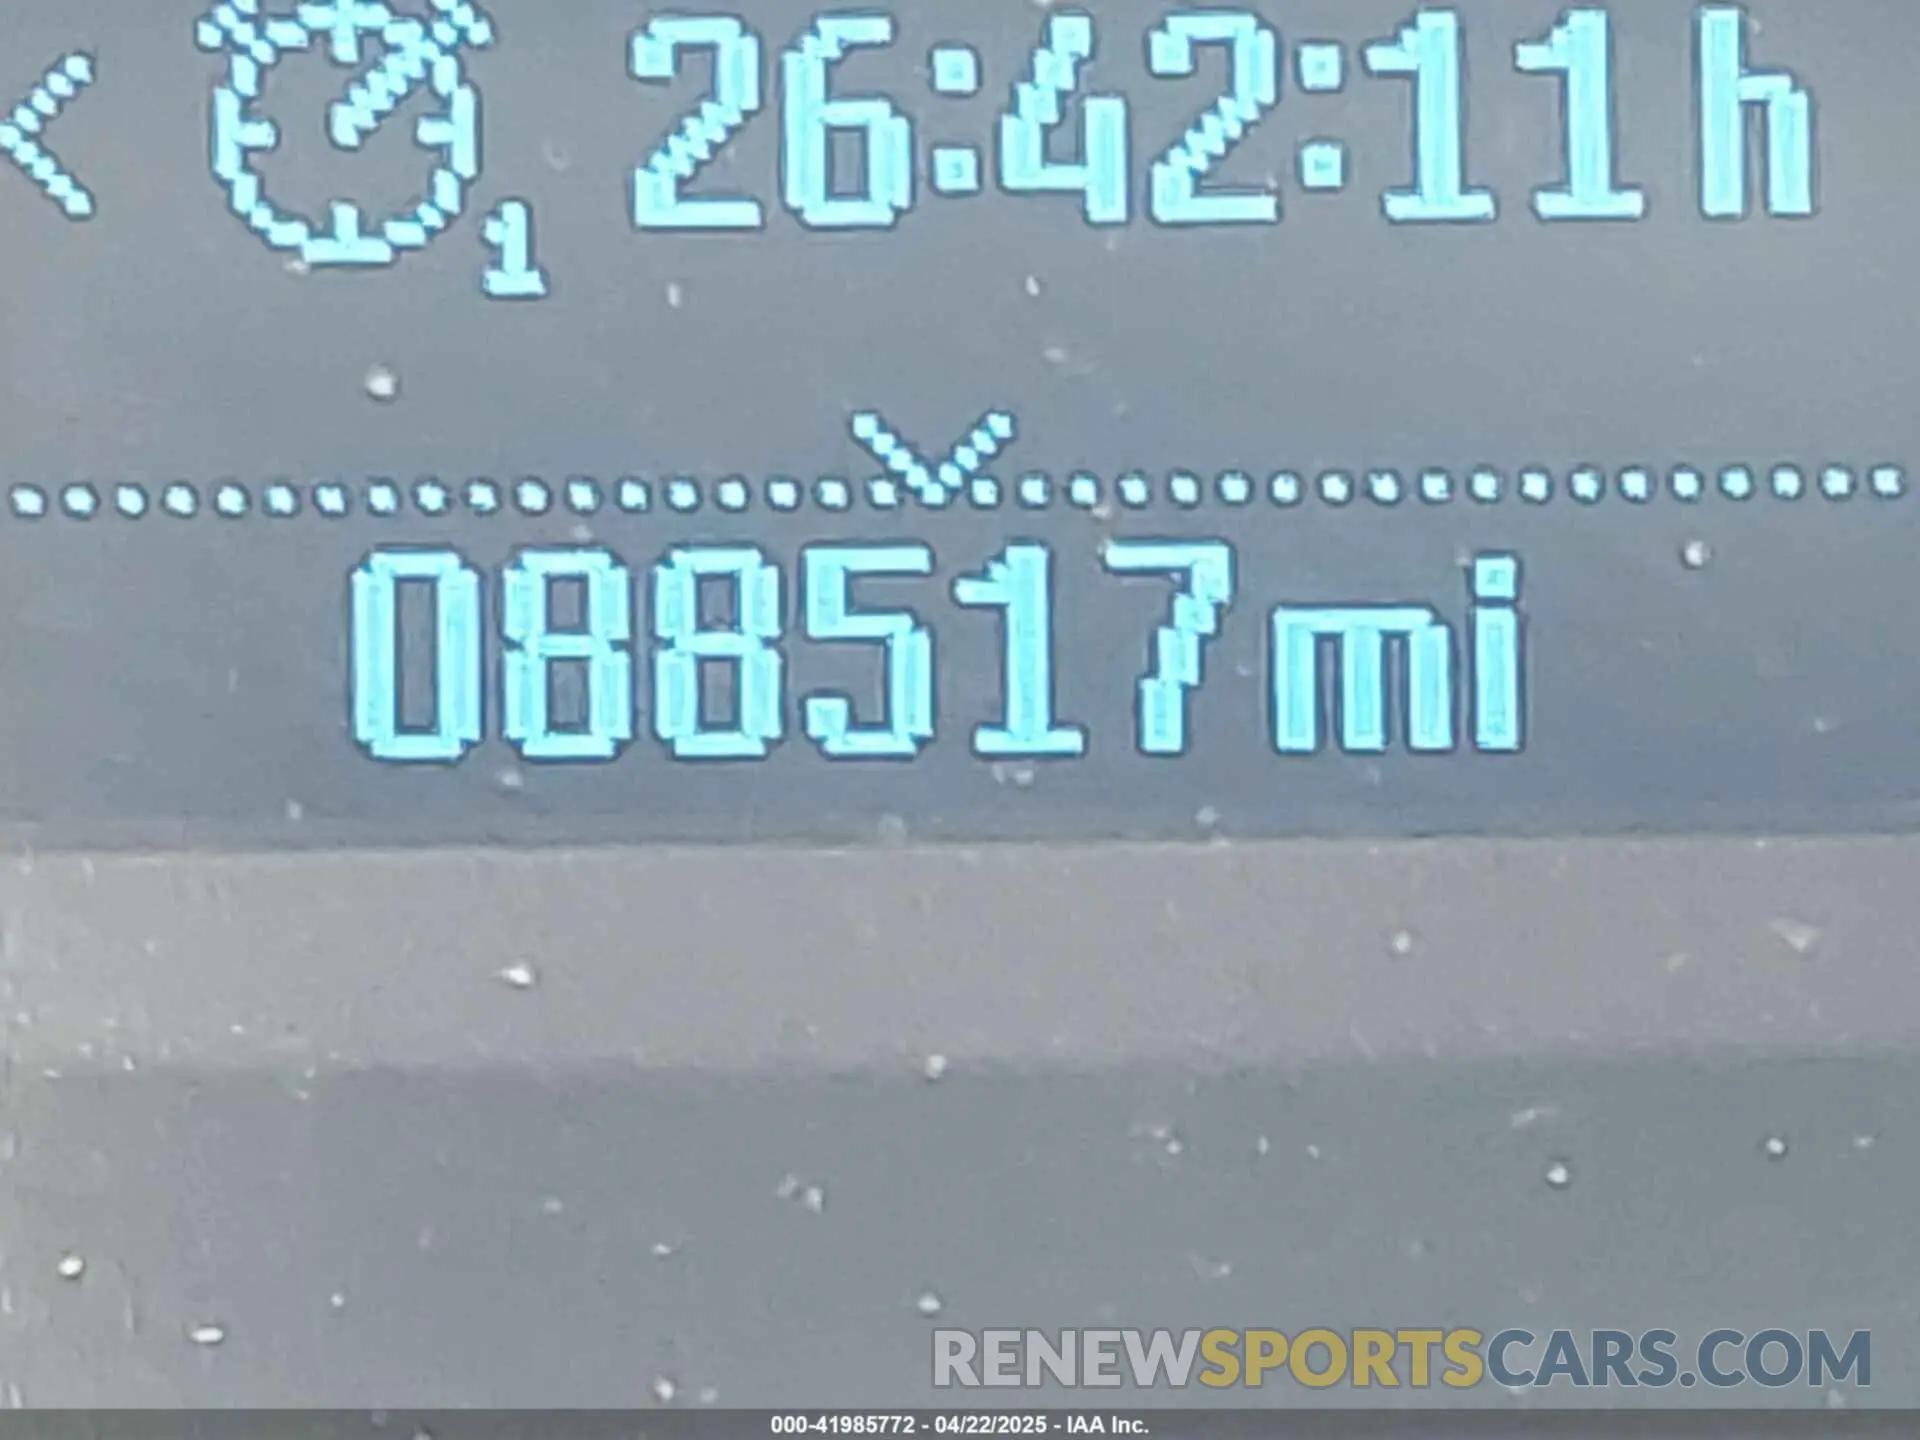 < 1 26:42:11h
088517mi
RENEWSPORTSCARS.COM
000-41985772 - 04/22/2025 - IAA Inc.